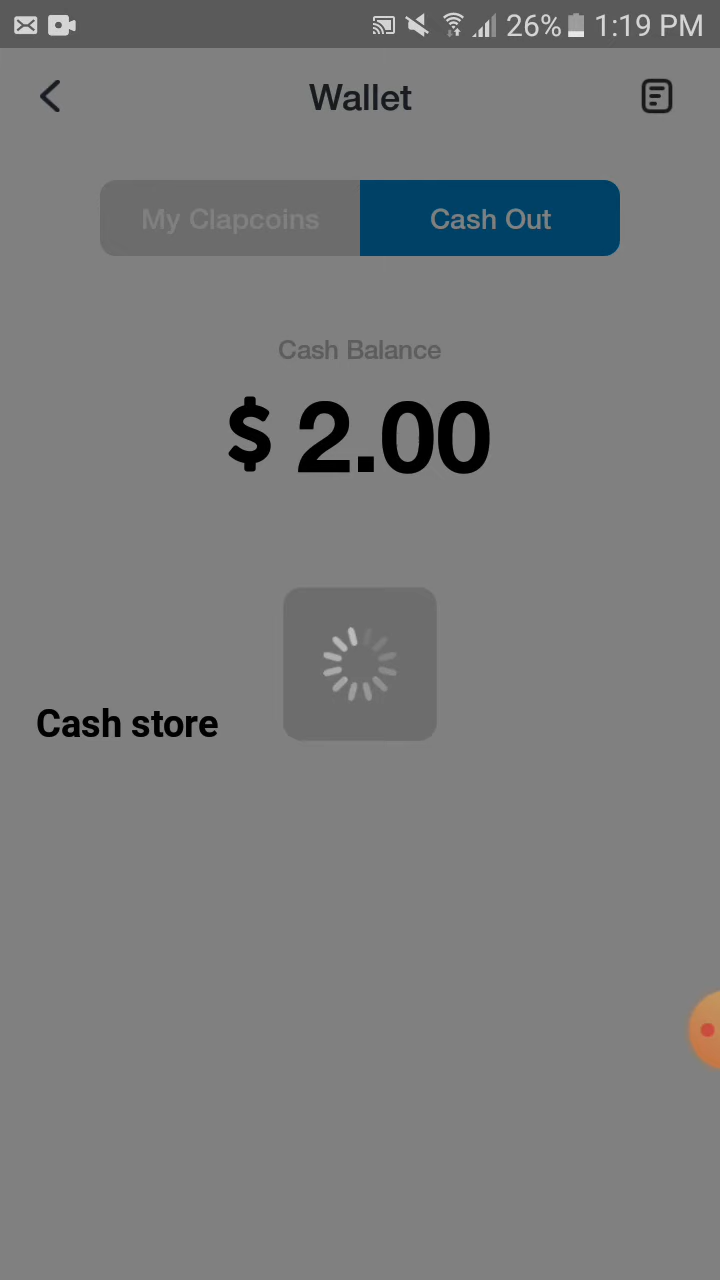 26% 1:19 PM
Wallet
My Clapcoins
Cash Out
Cash Balance
$ 2.00
Cash store